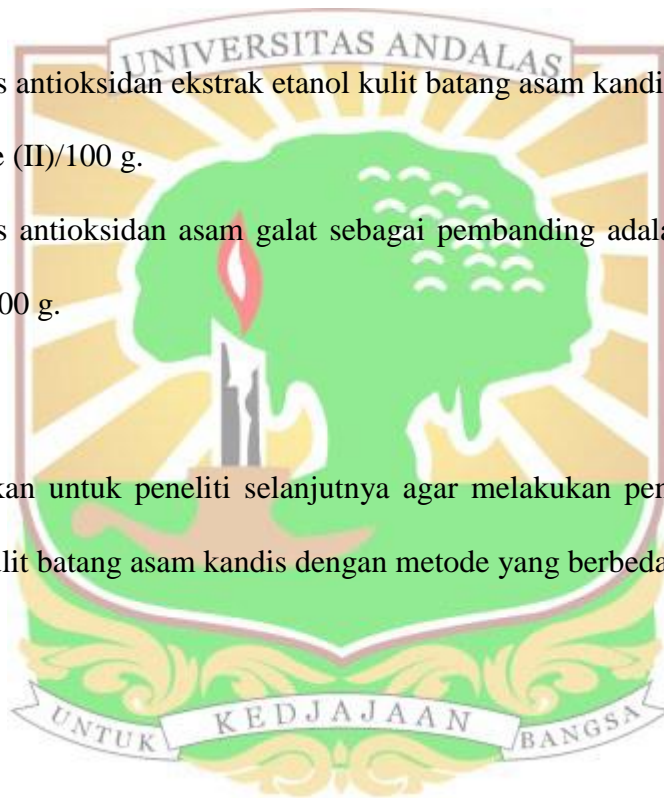 UNIVERSITAS ANDALAS
s antioksidan ekstrak etanol kulit batang asam kandi
e (II)/100 g.
s antioksidan asam galat sebagai pembanding adala
00 g.
kan untuk peneliti selanjutnya agar melakukan pen
ulit batang asam kandis dengan metode yang berbeda
UNTUK KEDJAJAAN BANGSA